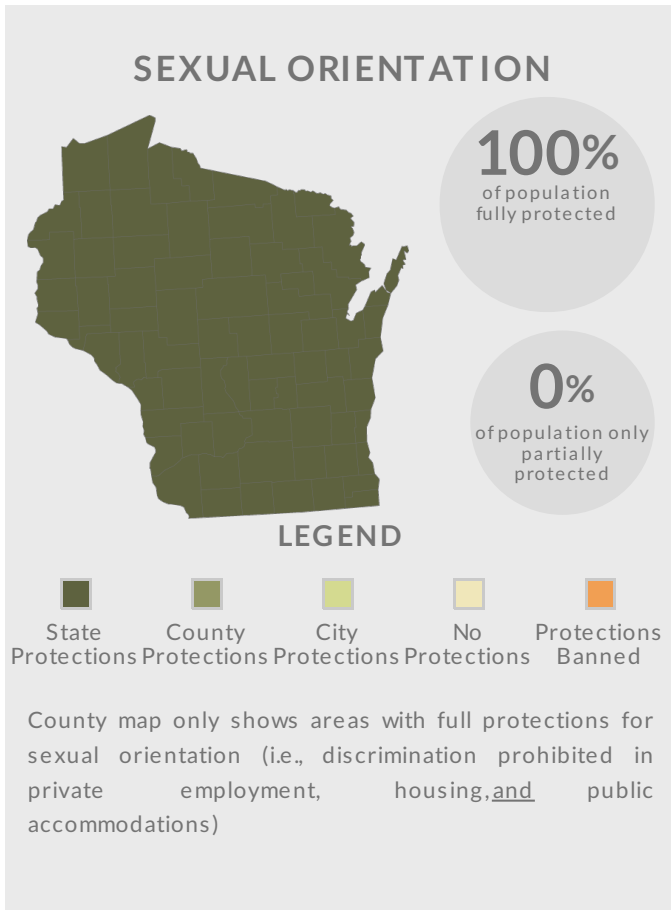 SEXUAL ORIENTATION
100%
of population
fully protected
0%
of population only
partially
protected
LEGEND
State
Protections
County
Protections
City
Protections
No
Protections
Protections
Banned
County map only shows areas with full protections for
sexual orientation (i.e., discrimination prohibited in
private employment, housing,and public
accommodations)